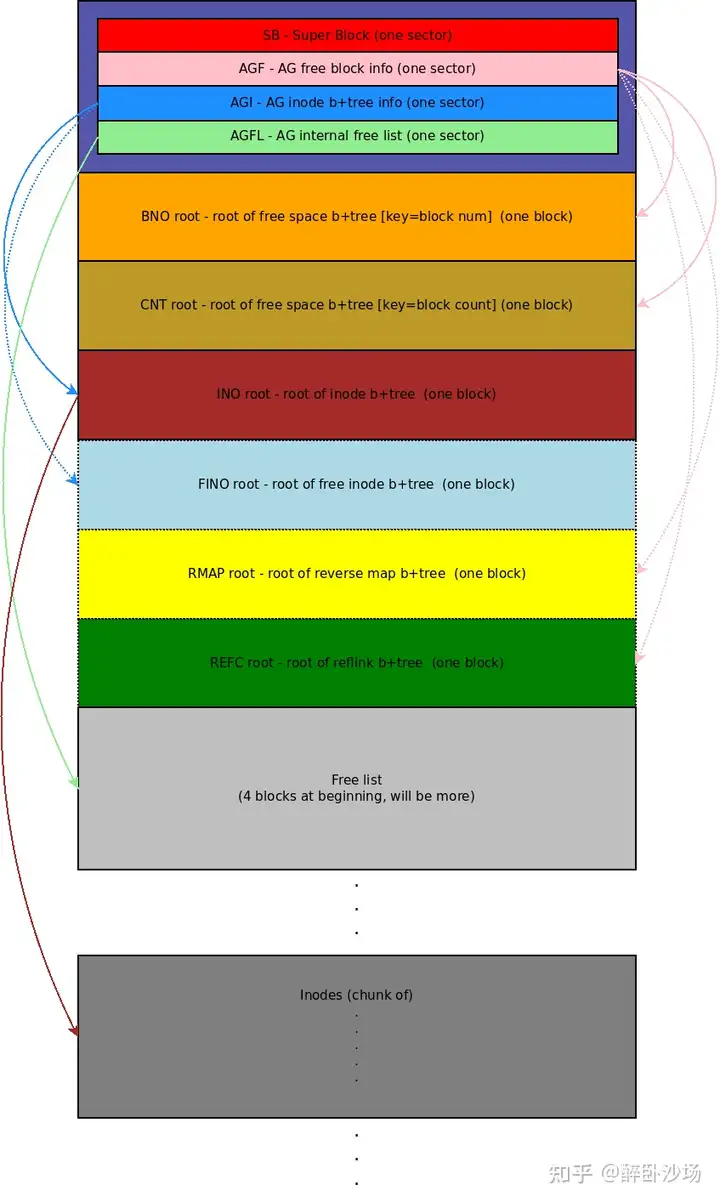 SB - Super Block (one sector)
AGF - AG free block info (one sector)
AGI - AG inode b+tree info (one sector)
AGFL - AG internal free list (one sector)
BNO root - root of free space b+tree [key=block num]  (one block)
CNT root - root of free space b+tree [key=block count] (one block)
INO root - root of inode b+tree  (one block)
FINO root - root of free inode b+tree  (one block)
RMAP root - root of reverse map b+tree  (one block)
REFC root - root of reflink b+tree  (one block)
Free list
(4 blocks at beginning, will be more)
Inodes (chunk of)
知乎 @醉卧沙场